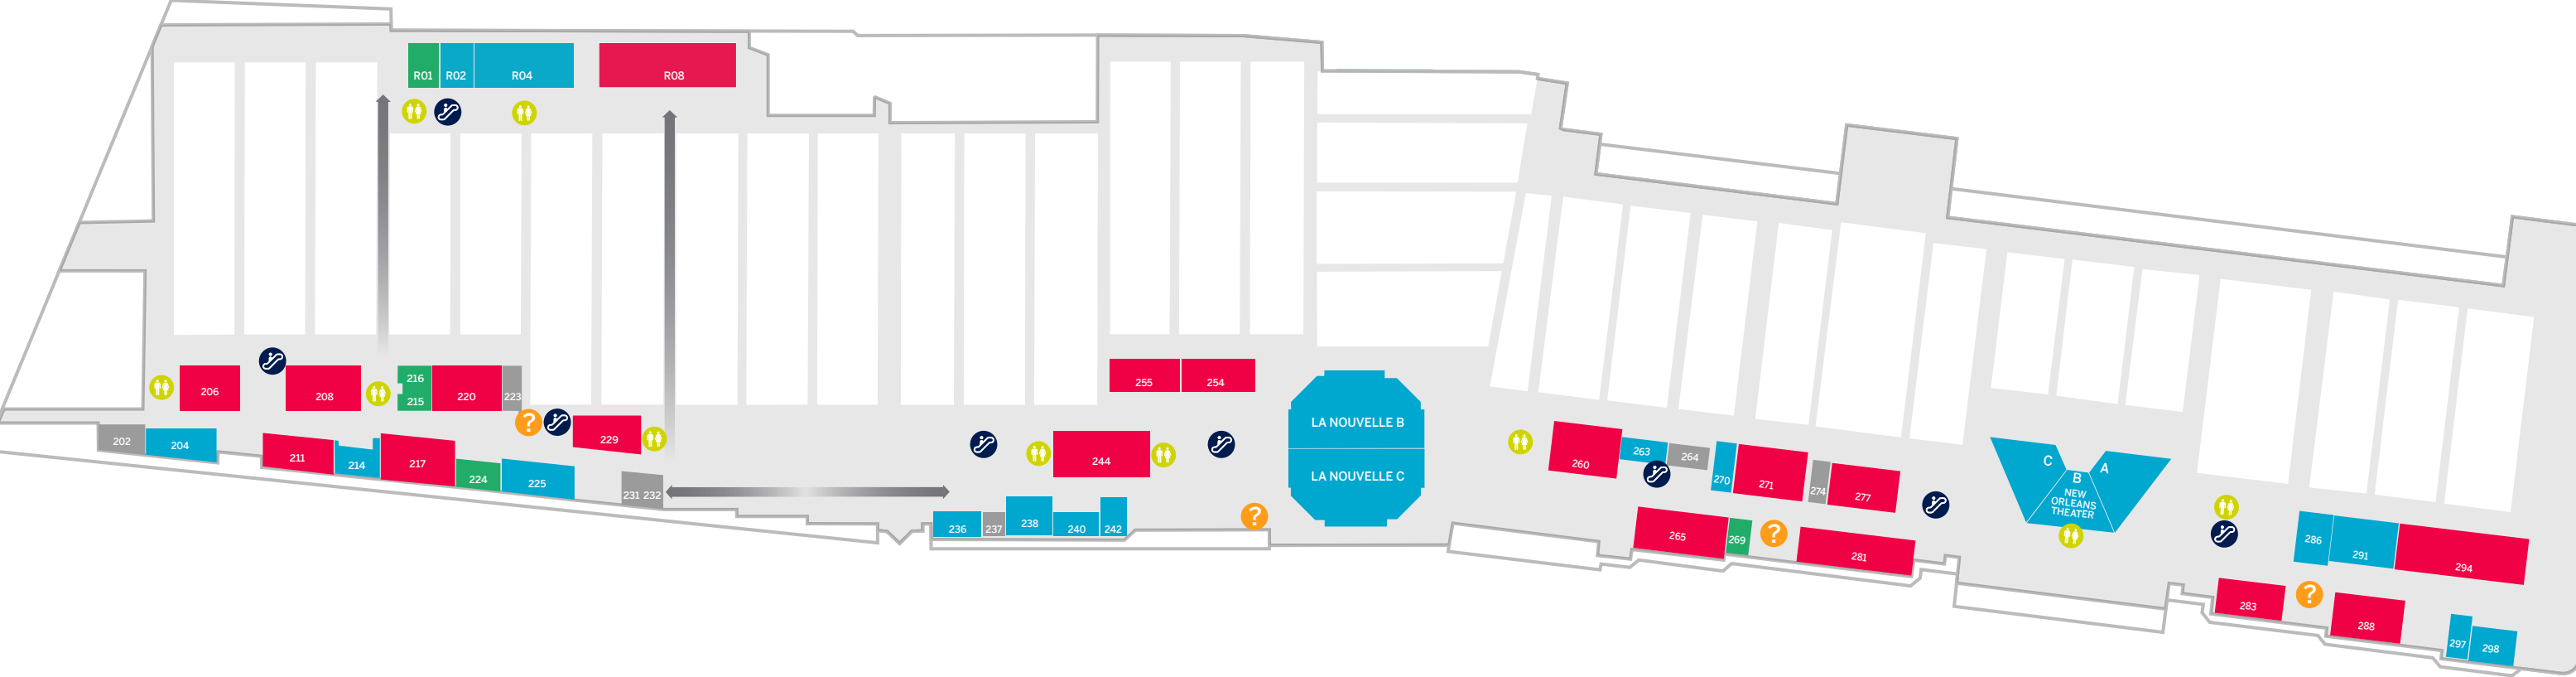 R01 R02 R04 R08
206 208 216 220 223
215
202 204 211 214 217 224 225
? 229 231 232
255 254
244
236 237 238 240 242 ?
LA NOUVELLE B
LA NOUVELLE C
260 263 264 270 271 274 277
265 269 ? 281
C B A
NEW
ORLEANS
THEATER
286 291 294
283 ? 288 297 298